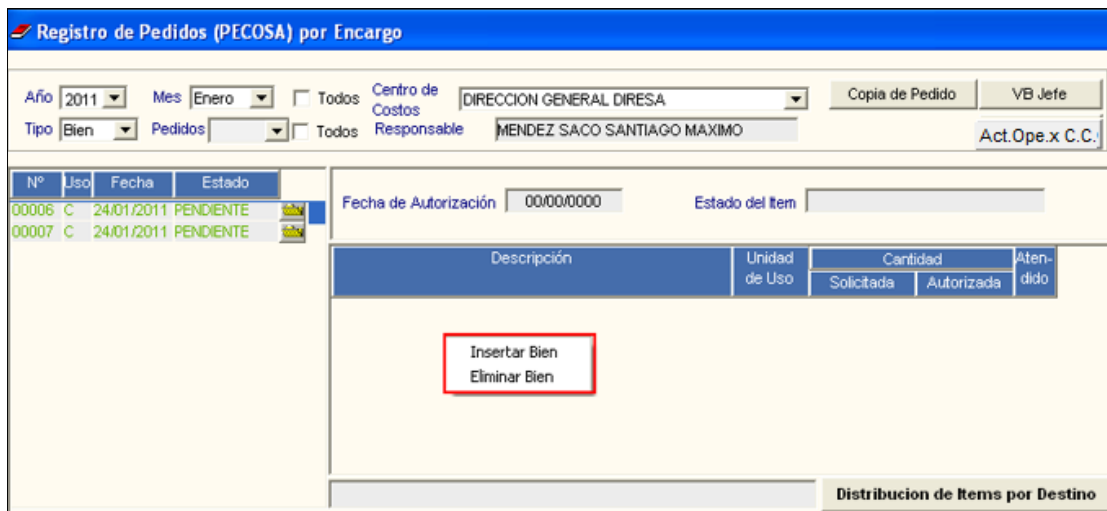 Registro de Pedidos (PECOSA) por Encargo
Año 2011 Mes Enero Todos Centro de Costos DIRECCION GENERAL DIRESA Copia de Pedido VB Jefe
Tipo Bien Pedidos Todos Responsable MENDEZ SACO SANTIAGO MAXIMO Act.Ope.x C.C.
Nº Uso Fecha Estado
00006 C 24/01/2011 PENDIENTE
00007 C 24/01/2011 PENDIENTE
Fecha de Autorización 00/00/0000 Estado del Item
Descripción Unidad de Uso Cantidad Solicitada Autorizada Aten-dido
Insertar Bien
Eliminar Bien
Distribucion de Items por Destino